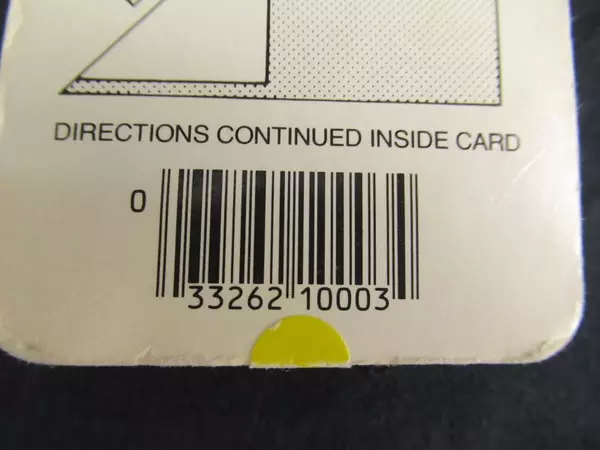 DIRECTIONS CONTINUED INSIDE CARD
0
33262 10003